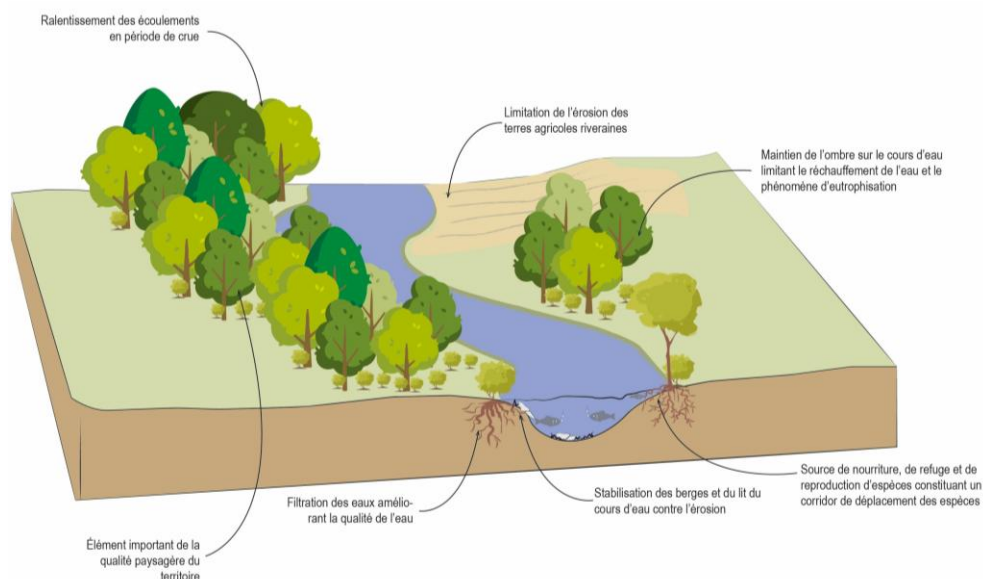 Ralentissement des écoulements
en période de crue
Limitation de l'érosion des
terres agricoles riveraines
Maintien de l'ombre sur le cours d'eau
limitant le réchauffement de l'eau et le
phénomène d'eutrophisation
Source de nourriture, de refuge et de
reproduction d'espèces constituant un
corridor de déplacement des espèces
Stabilisation des berges et du lit du
cours d'eau contre l'érosion
Filtration des eaux amélio-
rant la qualité de l'eau
Élément important de la
qualité paysagère du
territoire